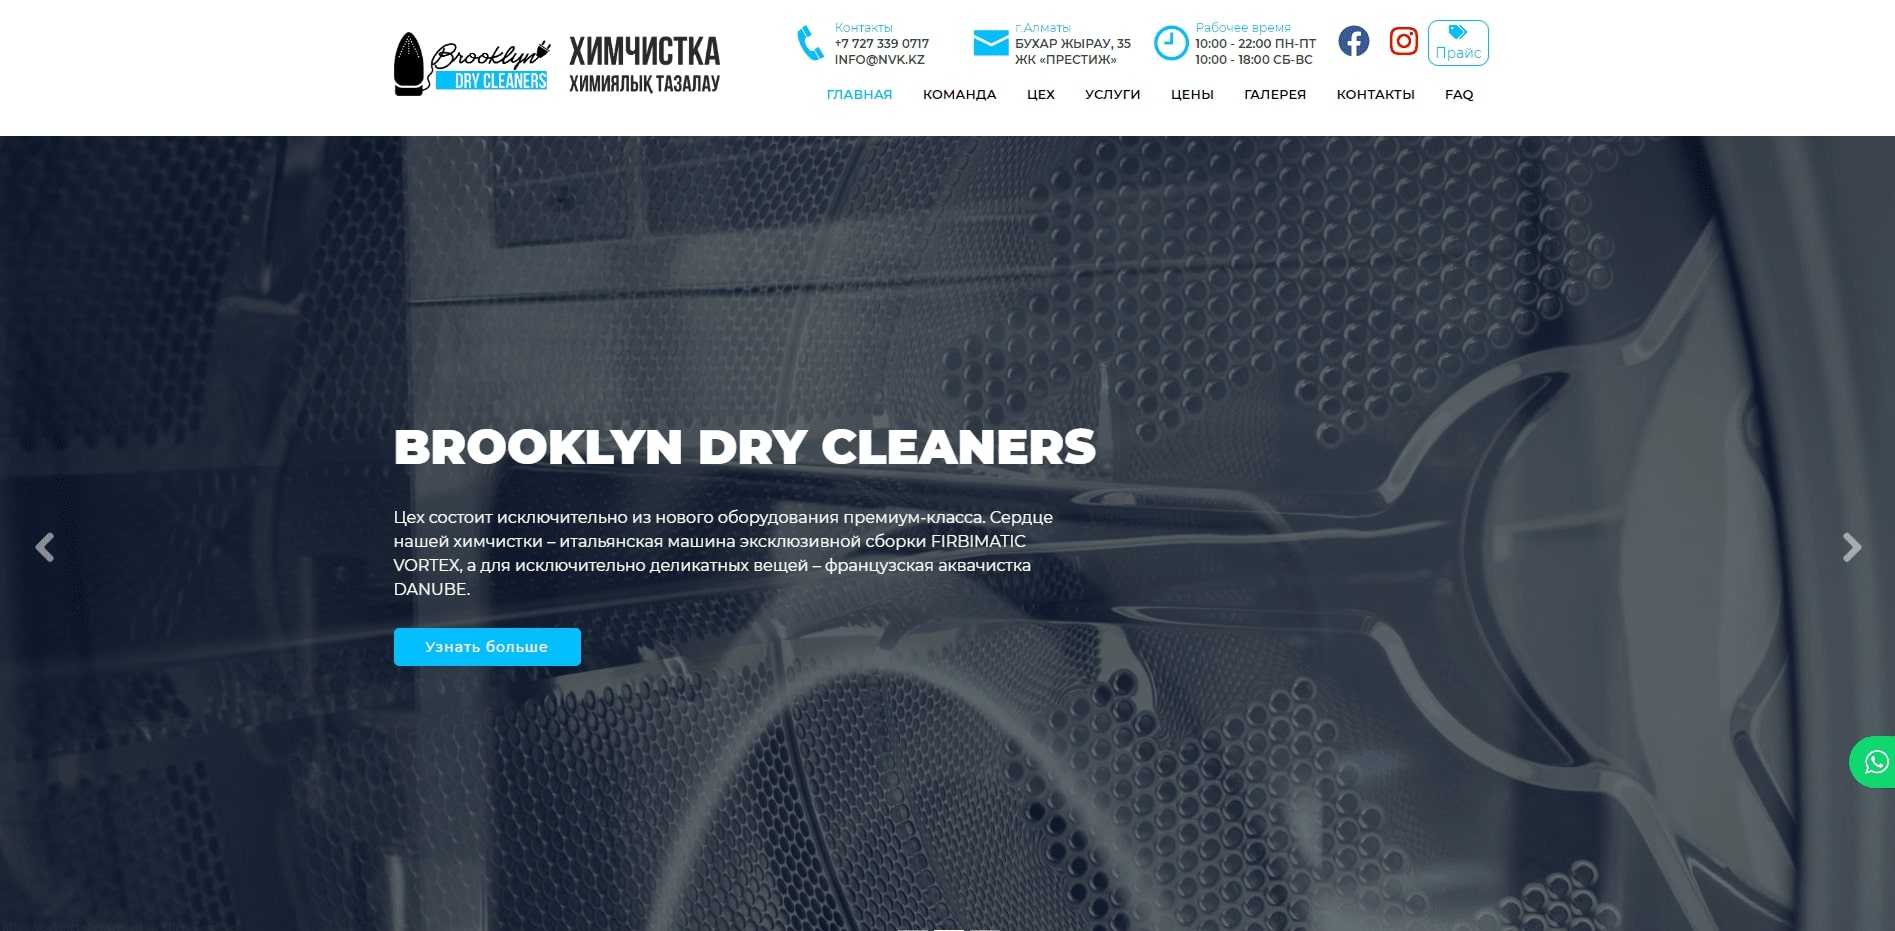 Brooklyn
DRY CLEANERS
ХИМЧИСТКА
ХИМИЯЛЫҚ ТАЗАЛАУ
Контакты
+7 727 339 0717
INFO@NVK.KZ
г.Алматы
БУХАР ЖЫРАУ, 35
ЖК «ПРЕСТИЖ»
Рабочее время
10:00 - 22:00 ПН-ПТ
10:00 - 18:00 СБ-ВС
Прайс
ГЛАВНАЯ КОМАНДА ЦЕХ УСЛУГИ ЦЕНЫ ГАЛЕРЕЯ КОНТАКТЫ FAQ
BROOKLYN DRY CLEANERS
Цех состоит исключительно из нового оборудования премиум-класса. Сердце
нашей химчистки – итальянская машина эксклюзивной сборки FIRBIMATIC
VORTEX, а для исключительно деликатных вещей – французская аквачистка
DANUBE.
Узнать больше